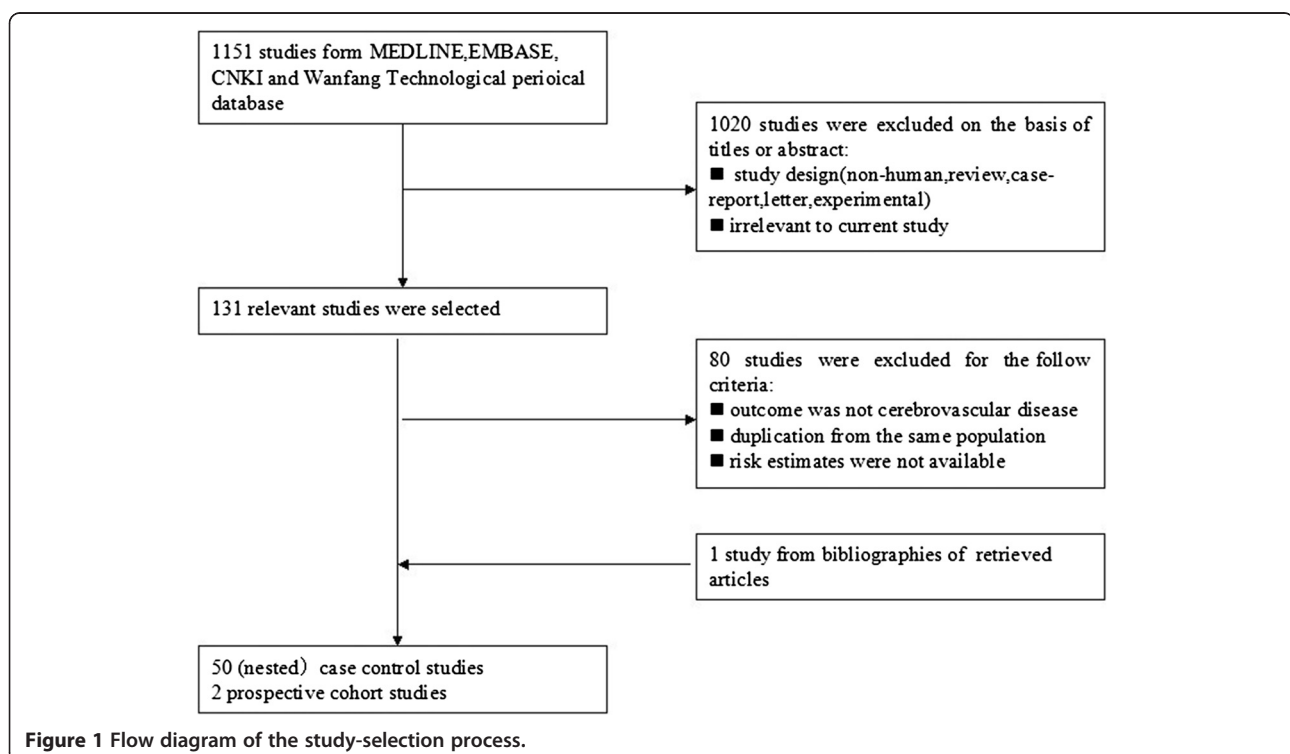 1151 studies form MEDLINE,EMBASE,
CNKI and Wanfang Technological perioical
database
1020 studies were excluded on the basis of
titles or abstract:
■ study design(non-human,review,case-
report,letter,experimental)
■ irrelevant to current study
131 relevant studies were selected
80 studies were excluded for the follow
criteria:
■ outcome was not cerebrovascular disease
■ duplication from the same population
■ risk estimates were not available
1 study from bibliographies of retrieved
articles
50 (nested） case control studies
2 prospective cohort studies
Figure 1 Flow diagram of the study-selection process.